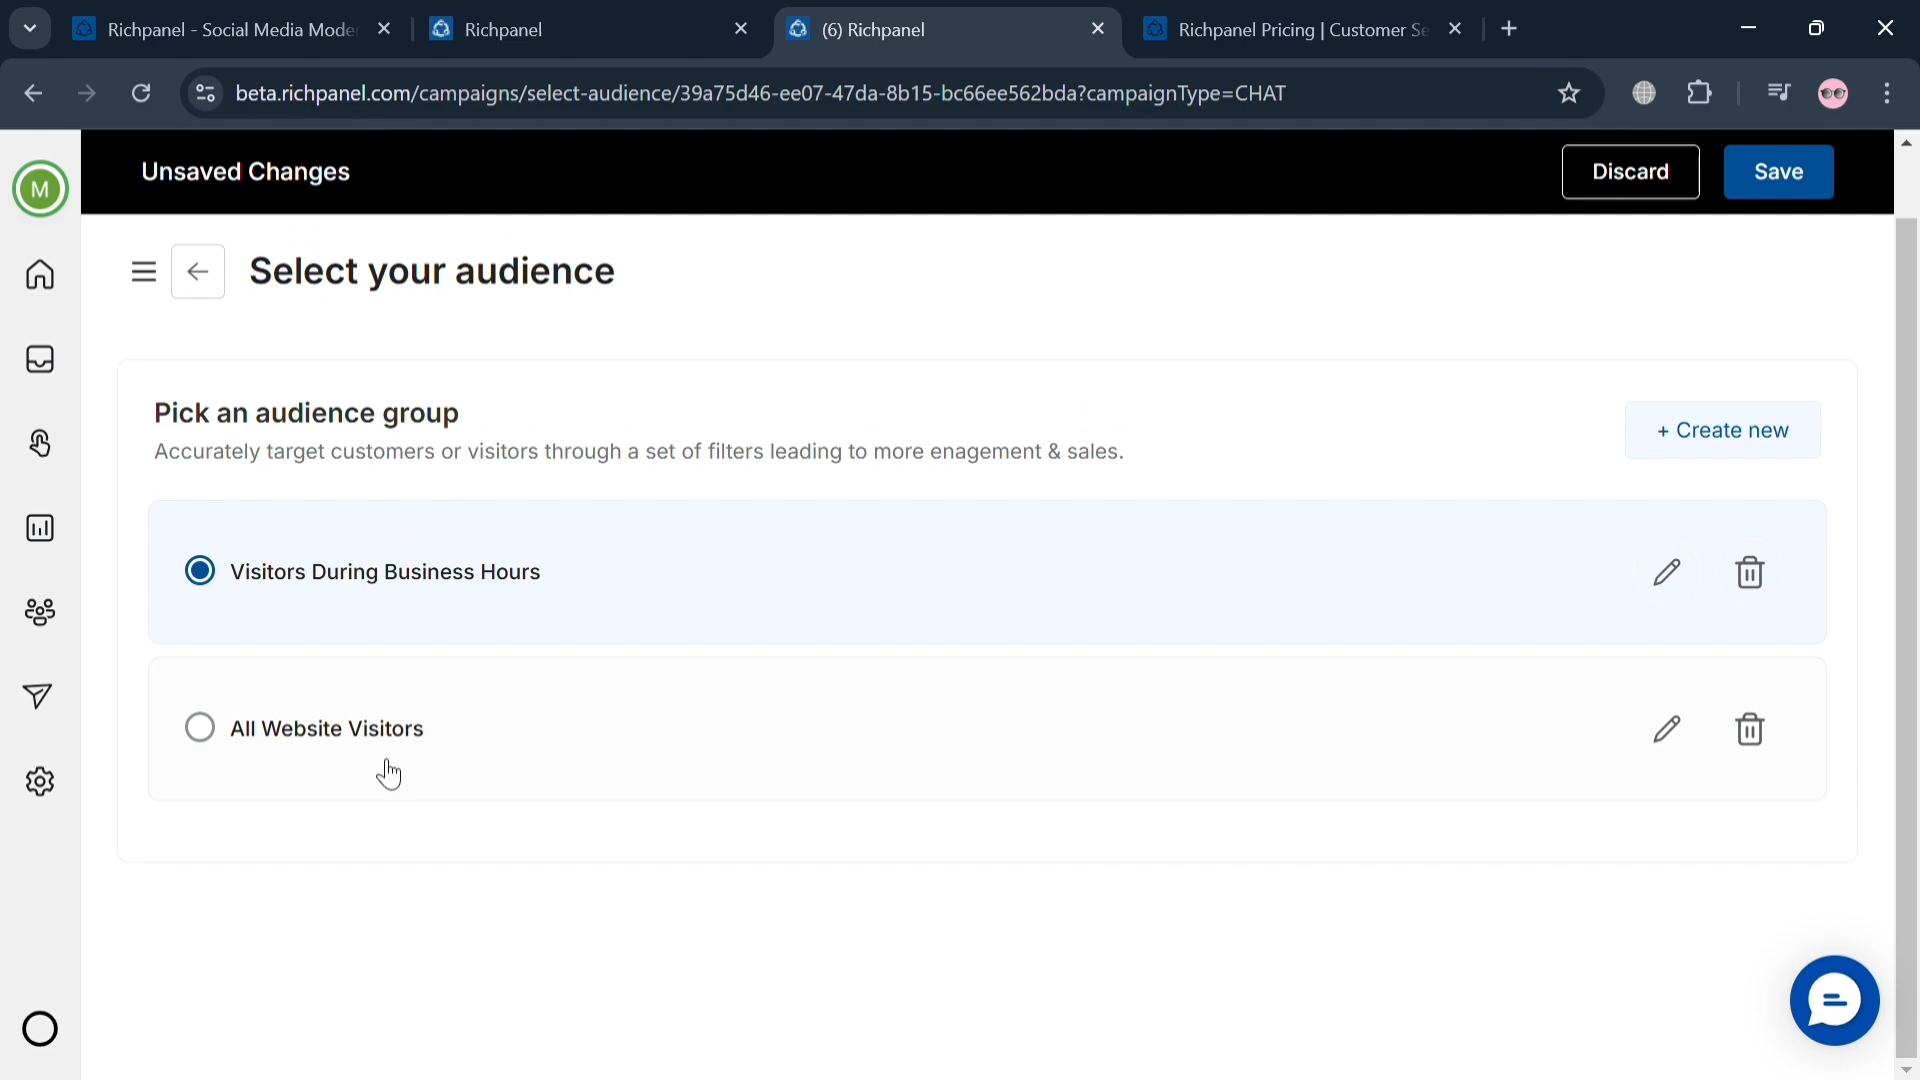 Richpanel - Social Media Mode
Richpanel
(6) Richpanel
Richpanel Pricing | Customer Se
beta.richpanel.com/campaigns/select-audience/39a75d46-ee07-47da-8b15-bc66ee562bda?campaignType=CHAT
M
Unsaved Changes
Discard
Save
Select your audience
Pick an audience group
Accurately target customers or visitors through a set of filters leading to more enagement & sales.
+ Create new
Visitors During Business Hours
All Website Visitors